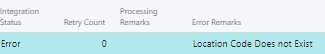 Integration Status Retry Count Processing Remarks Error Remarks
Error 0 Location Code Does not Exist